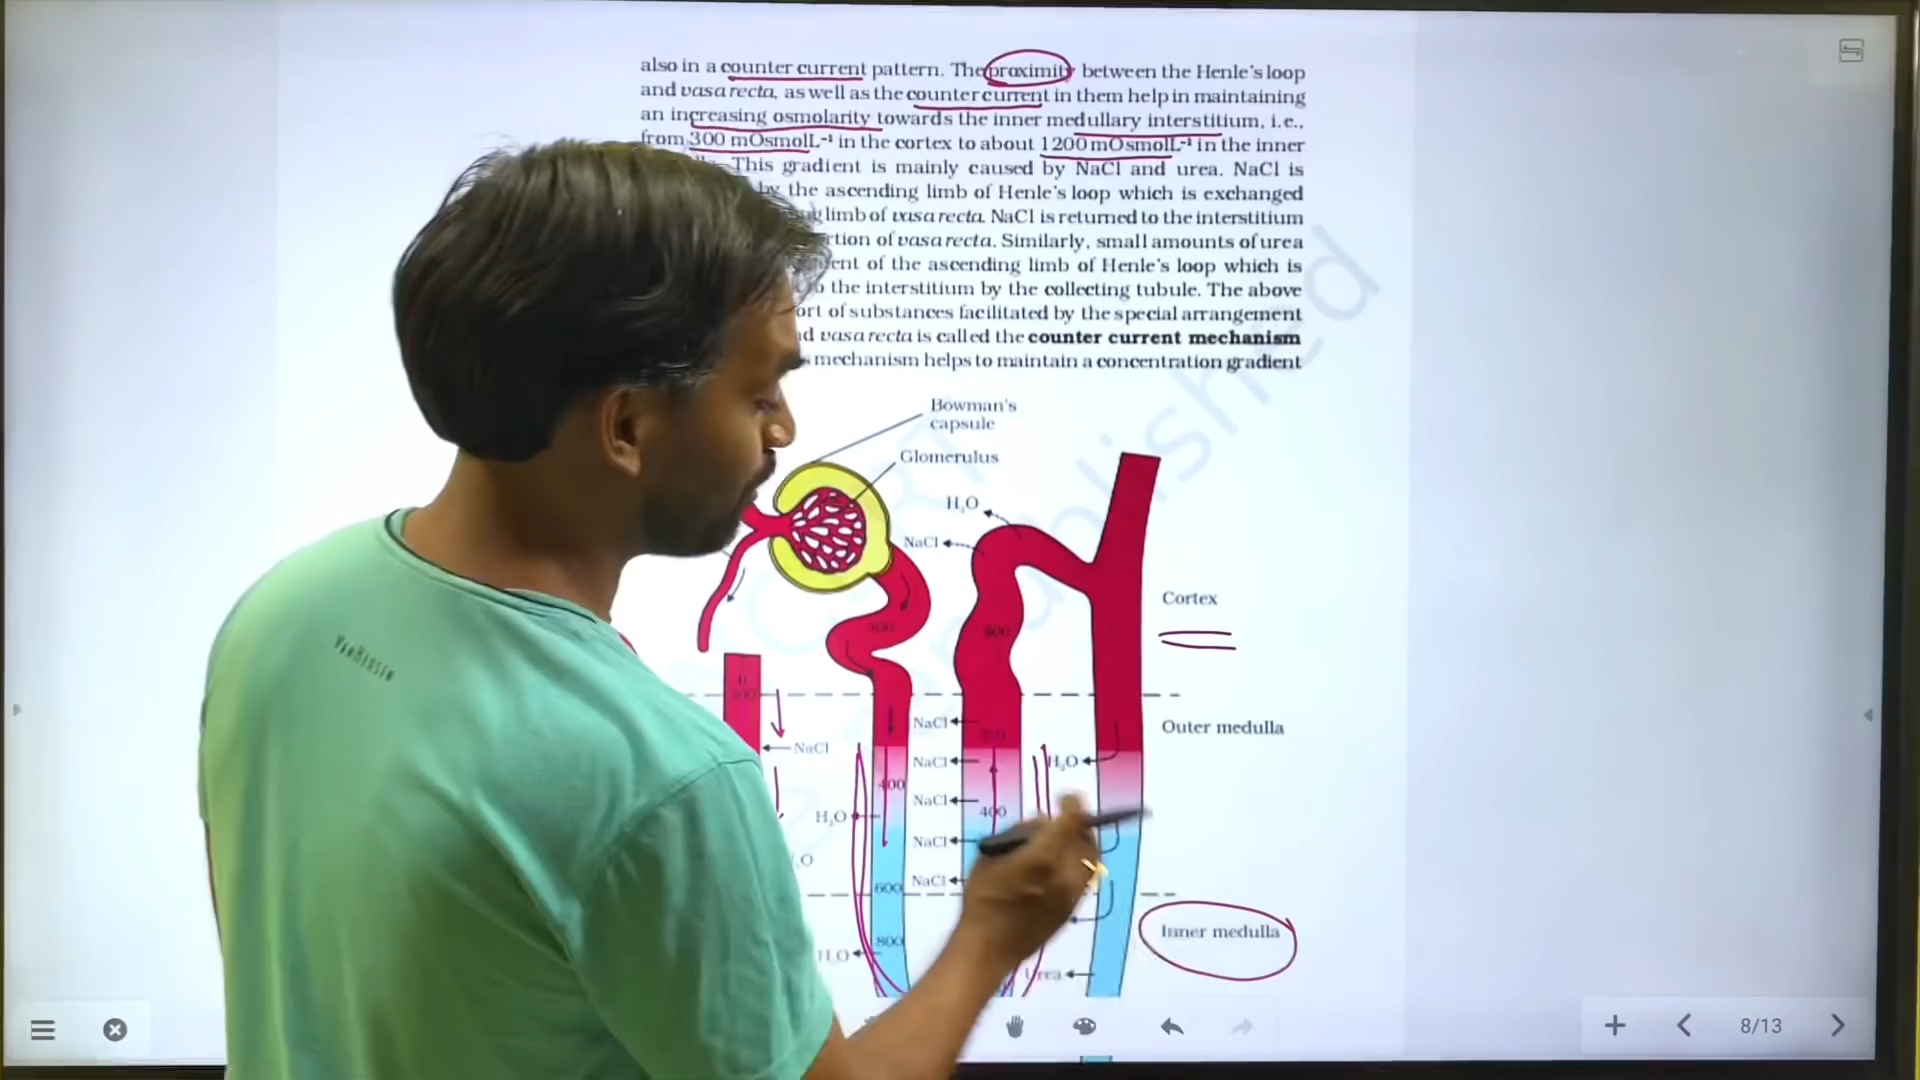 also in a counter current pattern. The proximity between the Henle's loop
and vasa recta, as well as the counter current in them help in maintaining
an increasing osmolarity towards the inner medullary interstitium, i.e.,
from 300 mOsmolL⁻¹ in the cortex to about 1200 mOsmolL⁻¹ in the inner
This gradient is mainly caused by NaCl and urea. NaCl is
by the ascending limb of Henle's loop which is exchanged
limb of vasa recta. NaCl is returned to the interstitium
of vasa recta. Similarly, small amounts of urea
of the ascending limb of Henle's loop which is
the interstitium by the collecting tubule. The above
of substances facilitated by the special arrangement
vasa recta is called the counter current mechanism
mechanism helps to maintain a concentration gradient
Bowman's
capsule
Glomerulus
H₂O
NaCl
Cortex
300
NaCl
Outer medulla
NaCl
NaCl
H₂O
400
NaCl
400
H₂O
NaCl
600
NaCl
800
H₂O
Inner medulla
Urea
VANHEUSEN
8/13